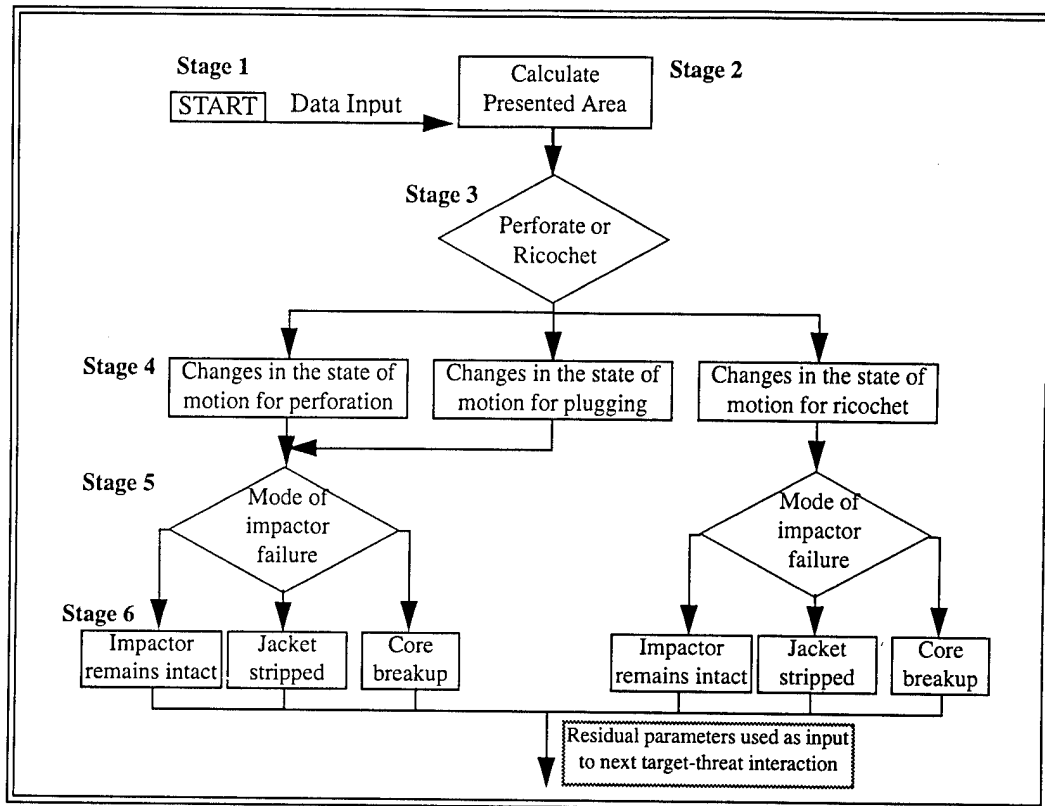 Stage 1
START
Data Input
Calculate
Presented Area
Stage 2
Stage 3
Perforate or
Ricochet
Stage 4
Changes in the state of
motion for perforation
Changes in the state of
motion for plugging
Changes in the state of
motion for ricochet
Stage 5
Mode of
impactor
failure
Mode of
impactor
failure
Stage 6
Impactor
remains intact
Jacket
stripped
Core
breakup
Impactor
remains intact
Jacket
stripped
Core
breakup
Residual parameters used as input
to next target-threat interaction